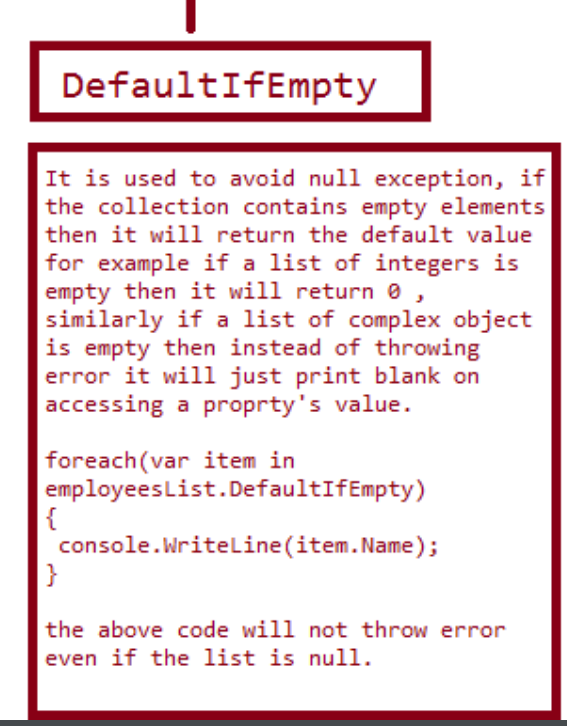 DefaultIfEmpty
It is used to avoid null exception, if
the collection contains empty elements
then it will return the default value
for example if a list of integers is
empty then it will return 0 ,
similarly if a list of complex object
is empty then instead of throwing
error it will just print blank on
accessing a proprty's value.
foreach(var item in
employeesList.DefaultIfEmpty)
{
console.WriteLine(item.Name);
}
the above code will not throw error
even if the list is null.